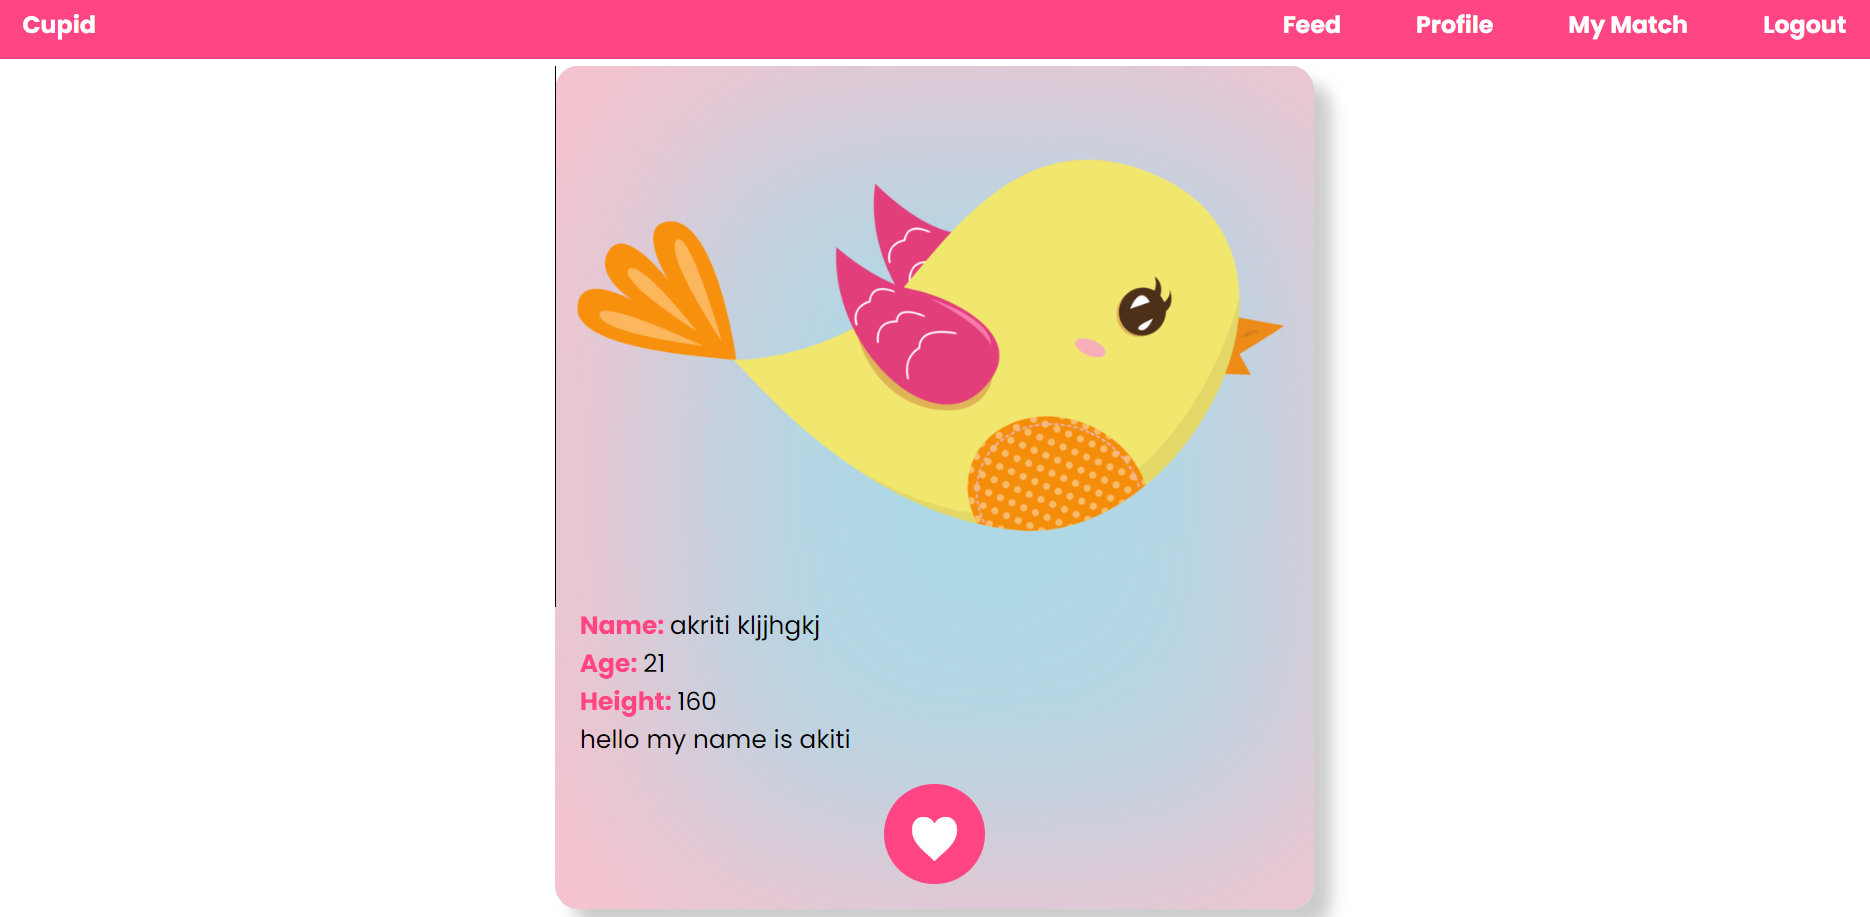 Cupid Feed Profile My Match Logout
Name: akriti kljjhgkj
Age: 21
Height: 160
hello my name is akiti